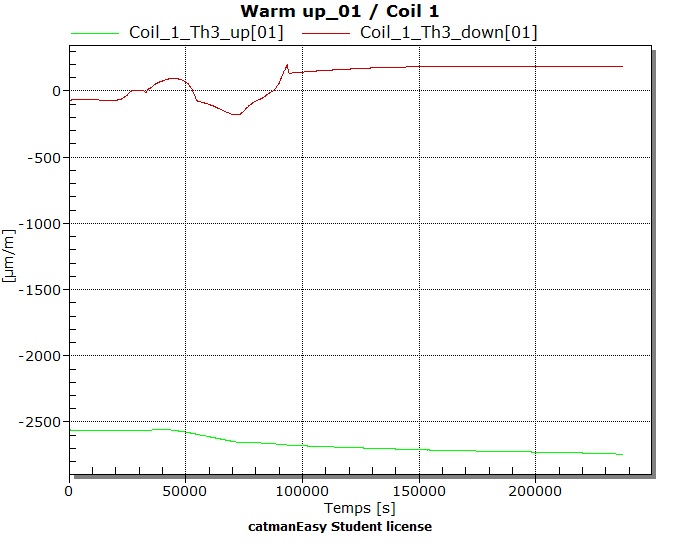 Warm up_01 / Coil 1
Coil_1_Th3_up[01] Coil_1_Th3_down[01]
0
-500
-1000
[µm/m]
-1500
-2000
-2500
0 50000 100000 150000 200000
Temps [s]
catmanEasy Student license